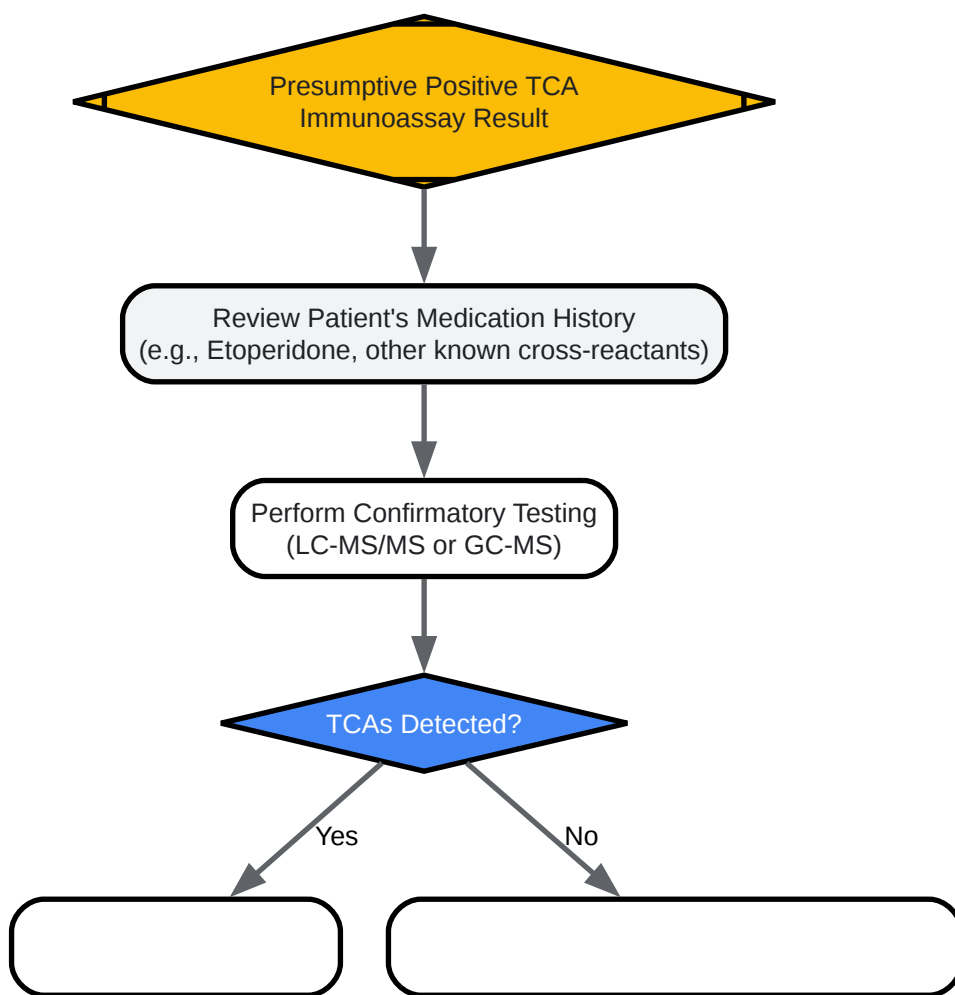 Presumptive Positive TCA
Immunoassay Result
Review Patient's Medication History
(e.g., Etoperidone, other known cross-reactants)
Perform Confirmatory Testing
(LC-MS/MS or GC-MS)
TCAs Detected?
Yes
No